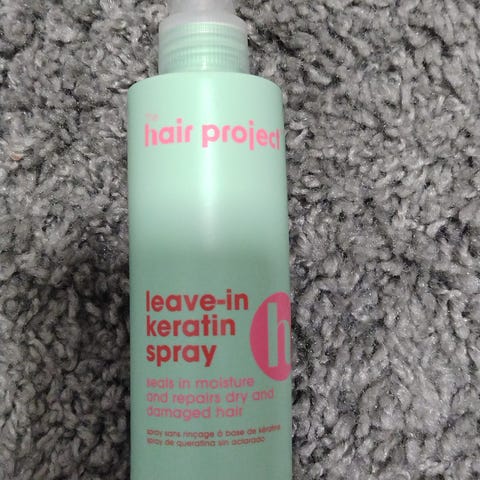 the
hair project
leave-in
keratin
spray
h
seals in moisture
and repairs dry and
damaged hair
spray sans rinçage à base de kératine
spray de queratina sin aclarado